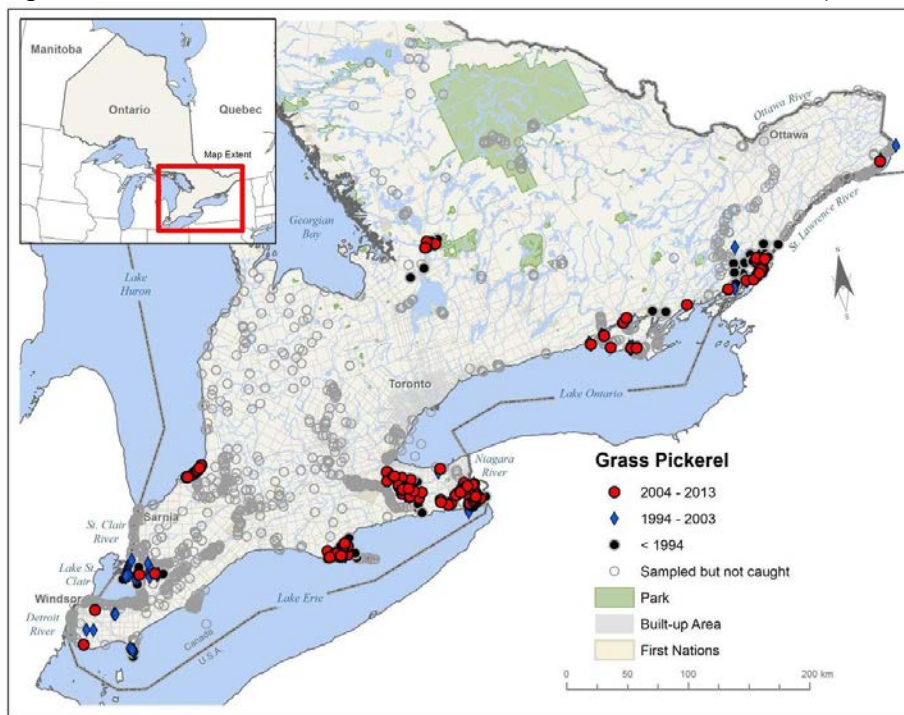 Manitoba
Ontario
Quebec
Map Extent
Ottawa River
Ottawa
St. Lawrence River
Georgian
Bay
Lake
Huron
N
S
Toronto
Lake Ontario
Niagara
River
Sarnia
St. Clair
River
Lake St.
Clair
Windsor
Detroit
River
Lake Erie
Canada
U.S.A.
Grass Pickerel
2004 - 2013
1994 - 2003
< 1994
Sampled but not caught
Park
Built-up Area
First Nations
0 50 100 200 km